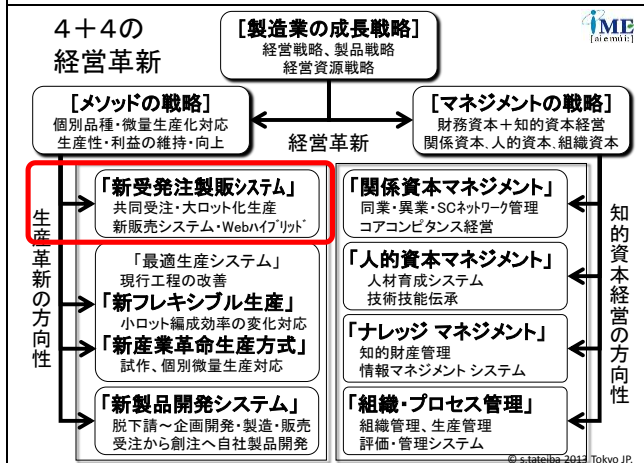 4+4の
経営革新
[製造業の成長戦略]
経営戦略、製品戦略
経営資源戦略
iME
[aiemúi:]
[メソッドの戦略]
個別品種・微量生産化対応
生産性・利益の維持・向上
経営革新
[マネジメントの戦略]
財務資本+知的資本経営
関係資本、人的資本、組織資本
生産革新の方向性
「新受発注製販システム」
共同受注・大ロット化生産
新販売システム・Webハイブリッド
「最適生産システム」
現行工程の改善
「新フレキシブル生産」
小ロット編成効率の変化対応
「新産業革命生産方式」
試作、個別微量生産対応
「新製品開発システム」
脱下請~企画開発・製造・販売
受注から創注へ自社製品開発
「関係資本マネジメント」
同業・異業・SCネットワーク管理
コアコンピタンス経営
「人的資本マネジメント」
人材育成システム
技術技能伝承
「ナレッジ マネジメント」
知的財産管理
情報マネジメント システム
「組織・プロセス管理」
組織管理、生産管理
評価・管理システム
知的資本経営の方向性
© s.tateiba 2013 Tokyo JP.